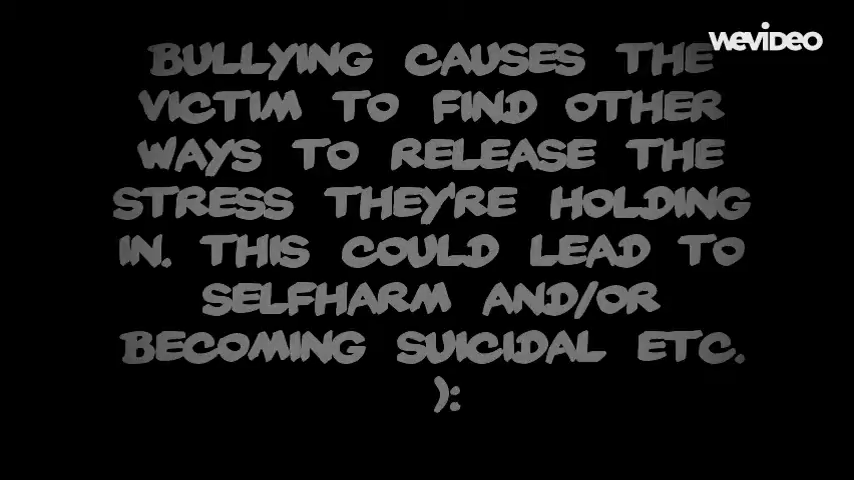 WEVIDEO
BULLYING CAUSES THE
VICTIM TO FIND OTHER
WAYS TO RELEASE THE
STRESS THEY'RE HOLDING
IN. THIS COULD LEAD TO
SELFHARM AND/OR
BECOMING SUICIDAL ETC.
):